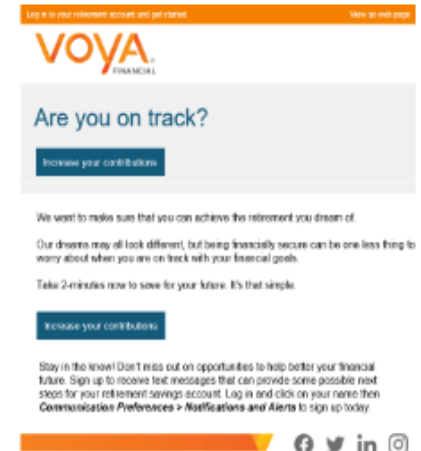 Log in to your retirement account and get started
View as web page
VOYA
FINANCIAL
Are you on track?
Increase your contributions
We want to make sure that you can achieve the retirement you dream of.
Our dreams may all look different, but being financially secure can be one less thing to
worry about when you are on track with your financial goals.
Take 2-minutes now to save for your future. It's that simple.
Increase your contributions
Stay in the know! Don't miss out on opportunities to help better your financial
future. Sign up to receive text messages that can provide some possible next
steps for your retirement savings account. Log in and click on your name then
Communication Preferences > Notifications and Alerts to sign up today.